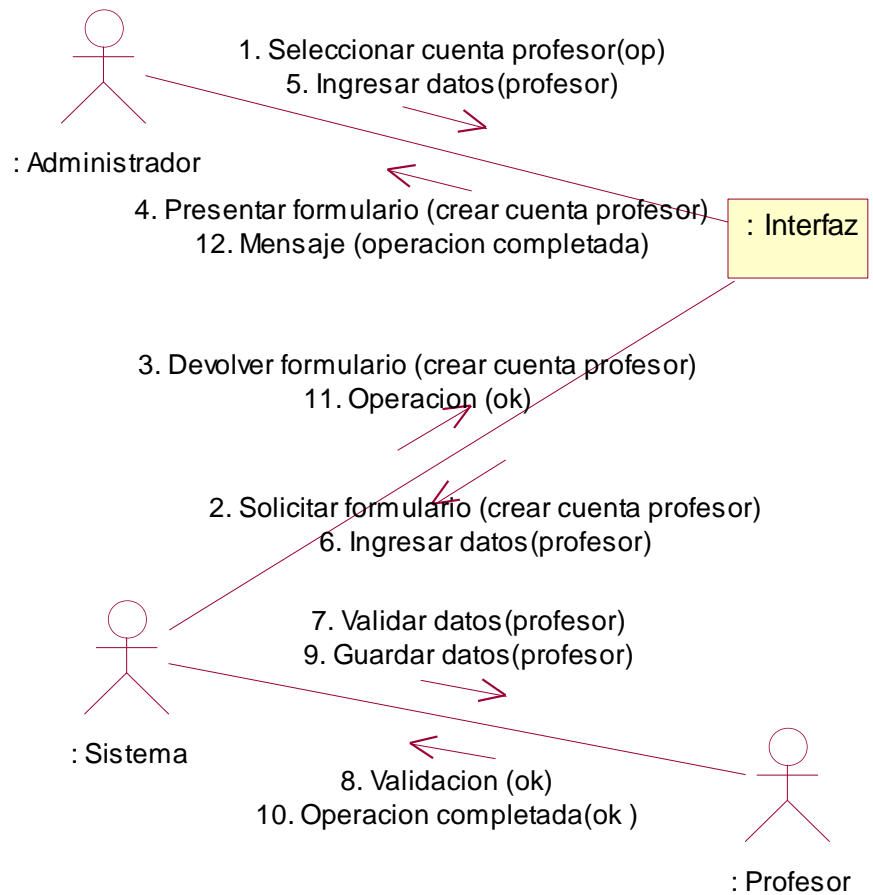 1. Seleccionar cuenta profesor(op)
5. Ingresar datos(profesor)
: Administrador
4. Presentar formulario (crear cuenta profesor)
12. Mensaje (operacion completada)
: Interfaz
3. Devolver formulario (crear cuenta profesor)
11. Operacion (ok)
2. Solicitar formulario (crear cuenta profesor)
6. Ingresar datos(profesor)
7. Validar datos(profesor)
9. Guardar datos(profesor)
: Sistema
8. Validacion (ok)
10. Operacion completada(ok )
: Profesor